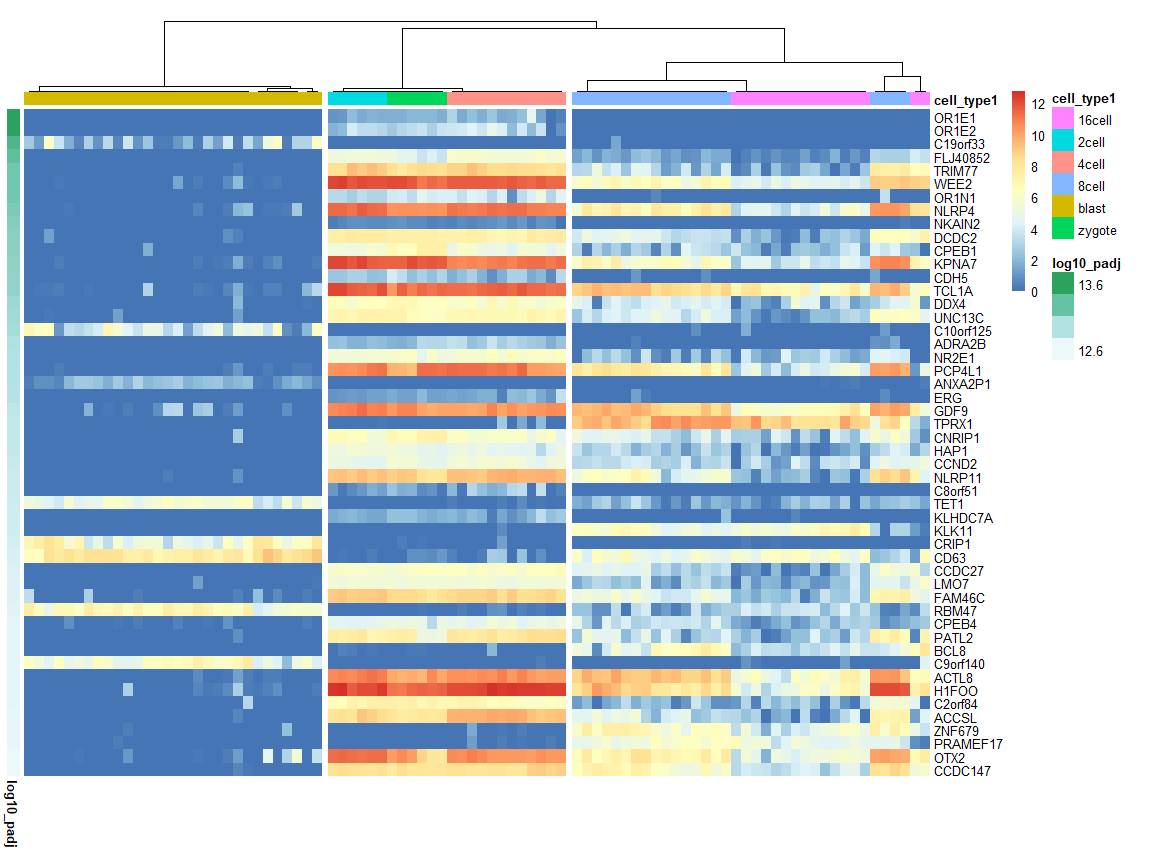 cell_type1
OR1E1
OR1E2
C19orf33
FLJ40852
TRIM77
WEE2
OR1N1
NLRP4
NKAIN2
DCDC2
CPEB1
KPNA7
CDH5
TCL1A
DDX4
UNC13C
C10orf125
ADRA2B
NR2E1
PCP4L1
ANXA2P1
ERG
GDF9
TPRX1
CNRIP1
HAP1
CCND2
NLRP11
C8orf51
TET1
KLHDC7A
KLK11
CRIP1
CD63
CCDC27
LMO7
FAM46C
RBM47
CPEB4
PATL2
BCL8
C9orf140
ACTL8
H1FOO
C2orf84
ACCSL
ZNF679
PRAMEF17
OTX2
CCDC147
12
10
8
6
4
2
0
cell_type1
16cell
2cell
4cell
8cell
blast
zygote
log10_padj
13.6
12.6
log10_padj